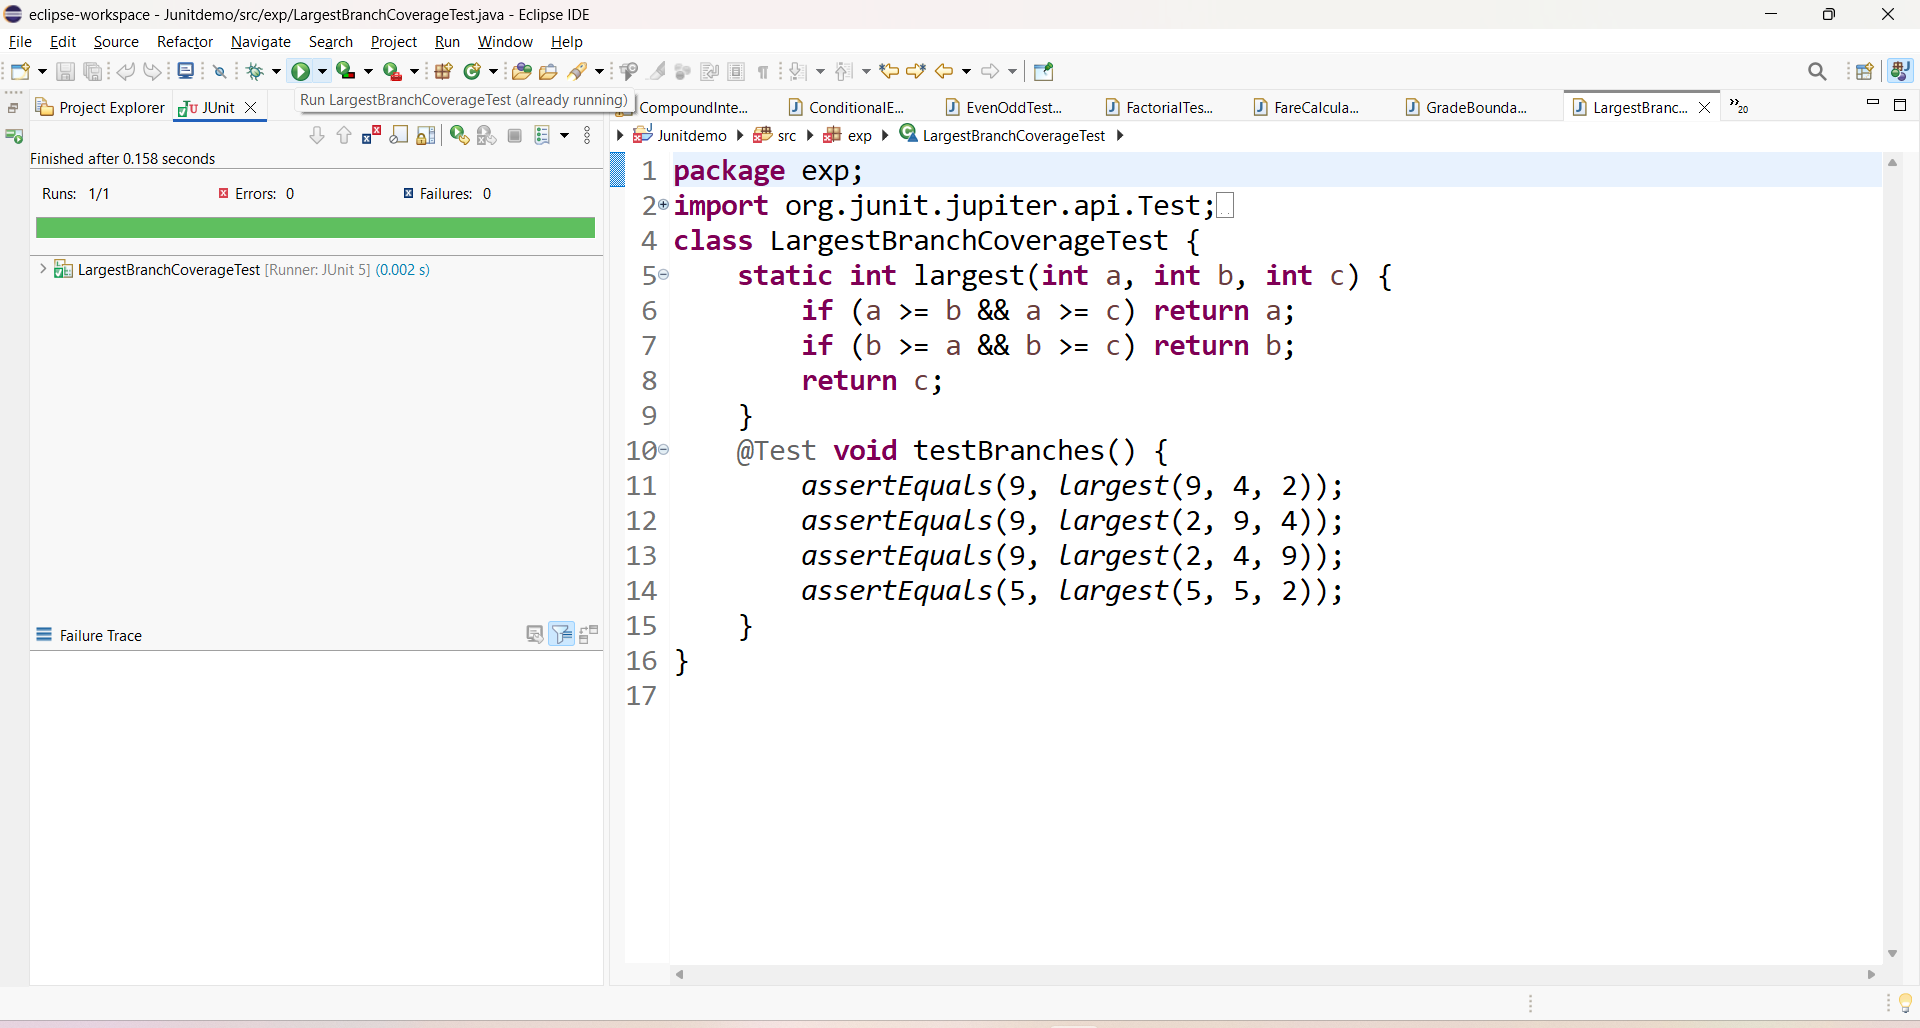 eclipse-workspace - Junitdemo/src/exp/LargestBranchCoverageTest.java - Eclipse IDE
File Edit Source Refactor Navigate Search Project Run Window Help
Project Explorer JUnit
Run LargestBranchCoverageTest (already running)
CompoundInte... ConditionalE... EvenOddTest... FactorialTes... FareCalcula... GradeBounda... LargestBranc... »20
Junitdemo src exp LargestBranchCoverageTest
Finished after 0.158 seconds
Runs: 1/1 Errors: 0 Failures: 0
LargestBranchCoverageTest [Runner: JUnit 5] (0.002 s)
Failure Trace
1 package exp;
2 import org.junit.jupiter.api.Test;
4 class LargestBranchCoverageTest {
5 static int largest(int a, int b, int c) {
6 if (a >= b && a >= c) return a;
7 if (b >= a && b >= c) return b;
8 return c;
9 }
10 @Test void testBranches() {
11 assertEquals(9, largest(9, 4, 2));
12 assertEquals(9, largest(2, 9, 4));
13 assertEquals(9, largest(2, 4, 9));
14 assertEquals(5, largest(5, 5, 2));
15 }
16 }
17